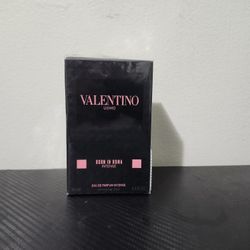 VALENTINO
UOMO
BORN IN ROMA
INTENSE
EAU DE PARFUM INTENSE